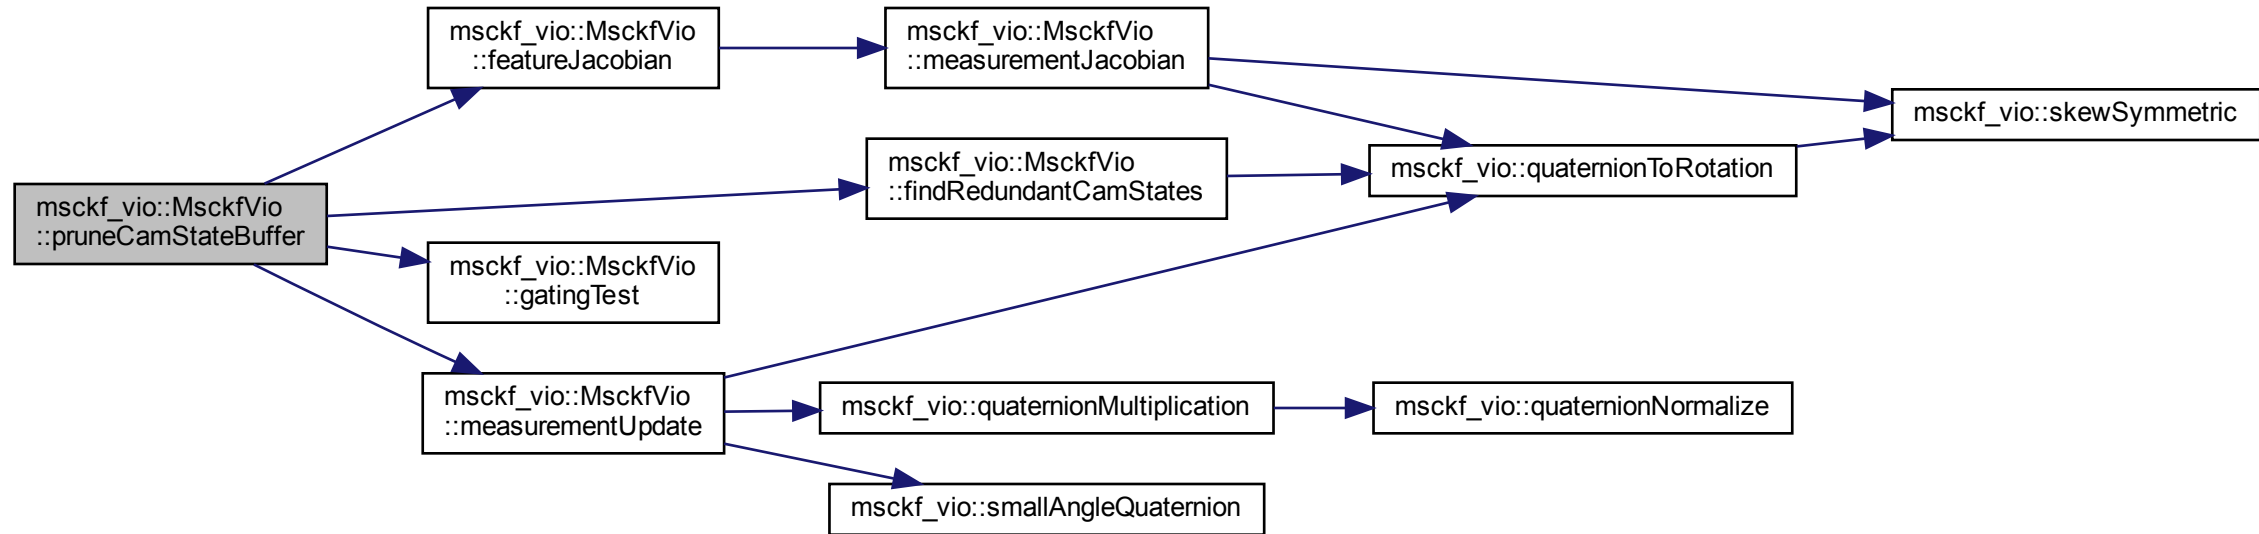 msckf_vio::MsckfVio
::pruneCamStateBuffer
msckf_vio::MsckfVio
::featureJacobian
msckf_vio::MsckfVio
::measurementJacobian
msckf_vio::skewSymmetric
msckf_vio::MsckfVio
::findRedundantCamStates
msckf_vio::quaternionToRotation
msckf_vio::MsckfVio
::gatingTest
msckf_vio::MsckfVio
::measurementUpdate
msckf_vio::quaternionMultiplication
msckf_vio::quaternionNormalize
msckf_vio::smallAngleQuaternion